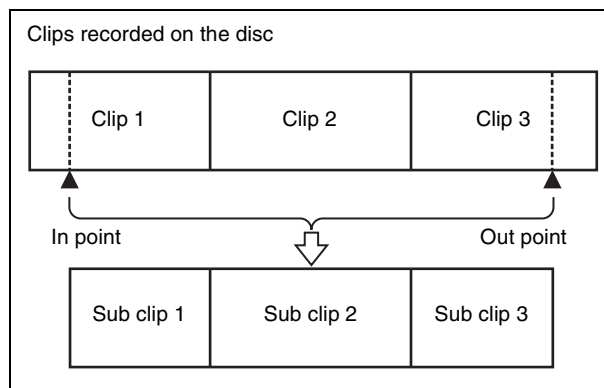 Clips recorded on the disc
Clip 1
Clip 2
Clip 3
In point
Out point
Sub clip 1
Sub clip 2
Sub clip 3